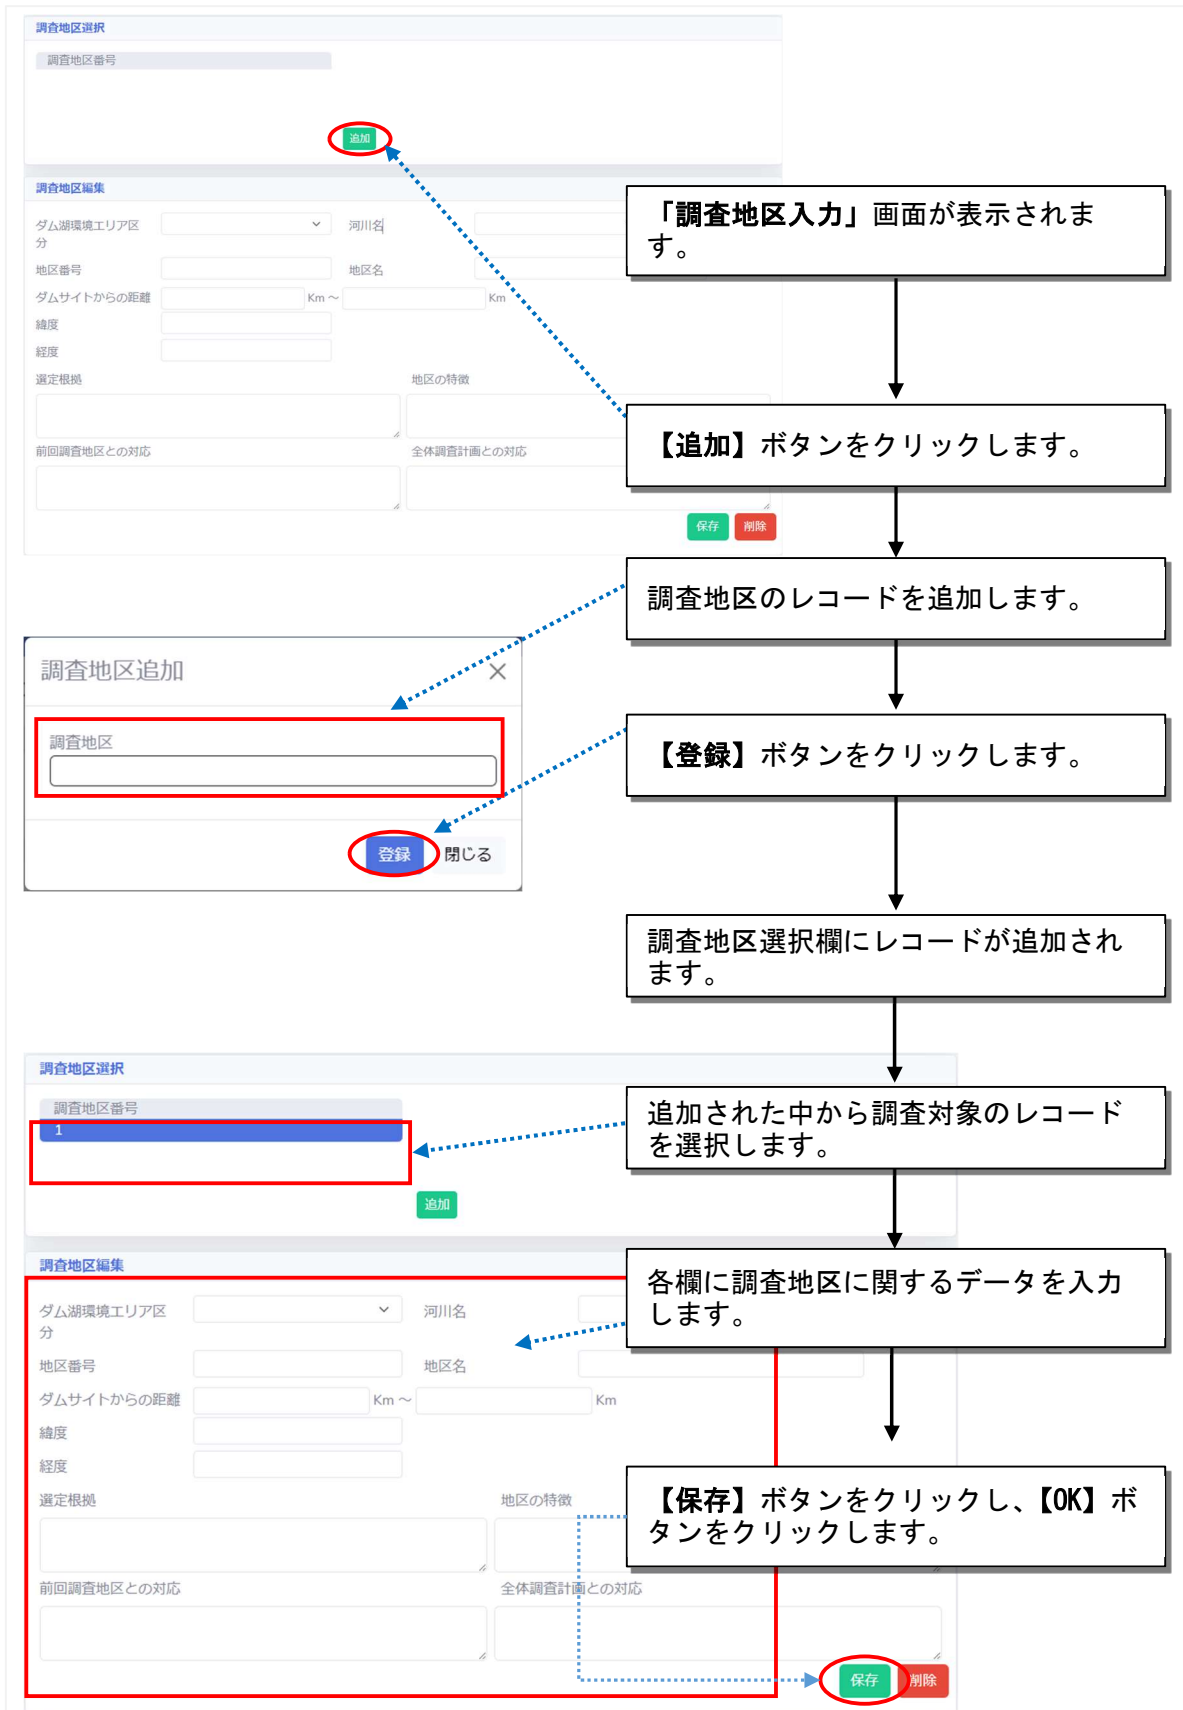 調査地区選択
調査地区番号
追加
調査地区編集
ダム湖環境エリア区
分
河川名
地区番号
地区名
ダムサイトからの距離
Km～
Km
緯度
経度
選定根拠
地区の特徴
前回調査地区との対応
全体調査計画との対応
保存
削除
「調査地区入力」画面が表示されま
す。
【追加】ボタンをクリックします。
調査地区のレコードを追加します。
調査地区追加
調査地区
登録
閉じる
【登録】ボタンをクリックします。
調査地区選択欄にレコードが追加され
ます。
調査地区選択
調査地区番号
1
追加
追加された中から調査対象のレコード
を選択します。
調査地区編集
ダム湖環境エリア区
分
河川名
地区番号
地区名
ダムサイトからの距離
Km～
Km
緯度
経度
選定根拠
地区の特徴
前回調査地区との対応
全体調査計画との対応
保存
削除
各欄に調査地区に関するデータを入力
します。
【保存】ボタンをクリックし、【OK】ボ
タンをクリックします。